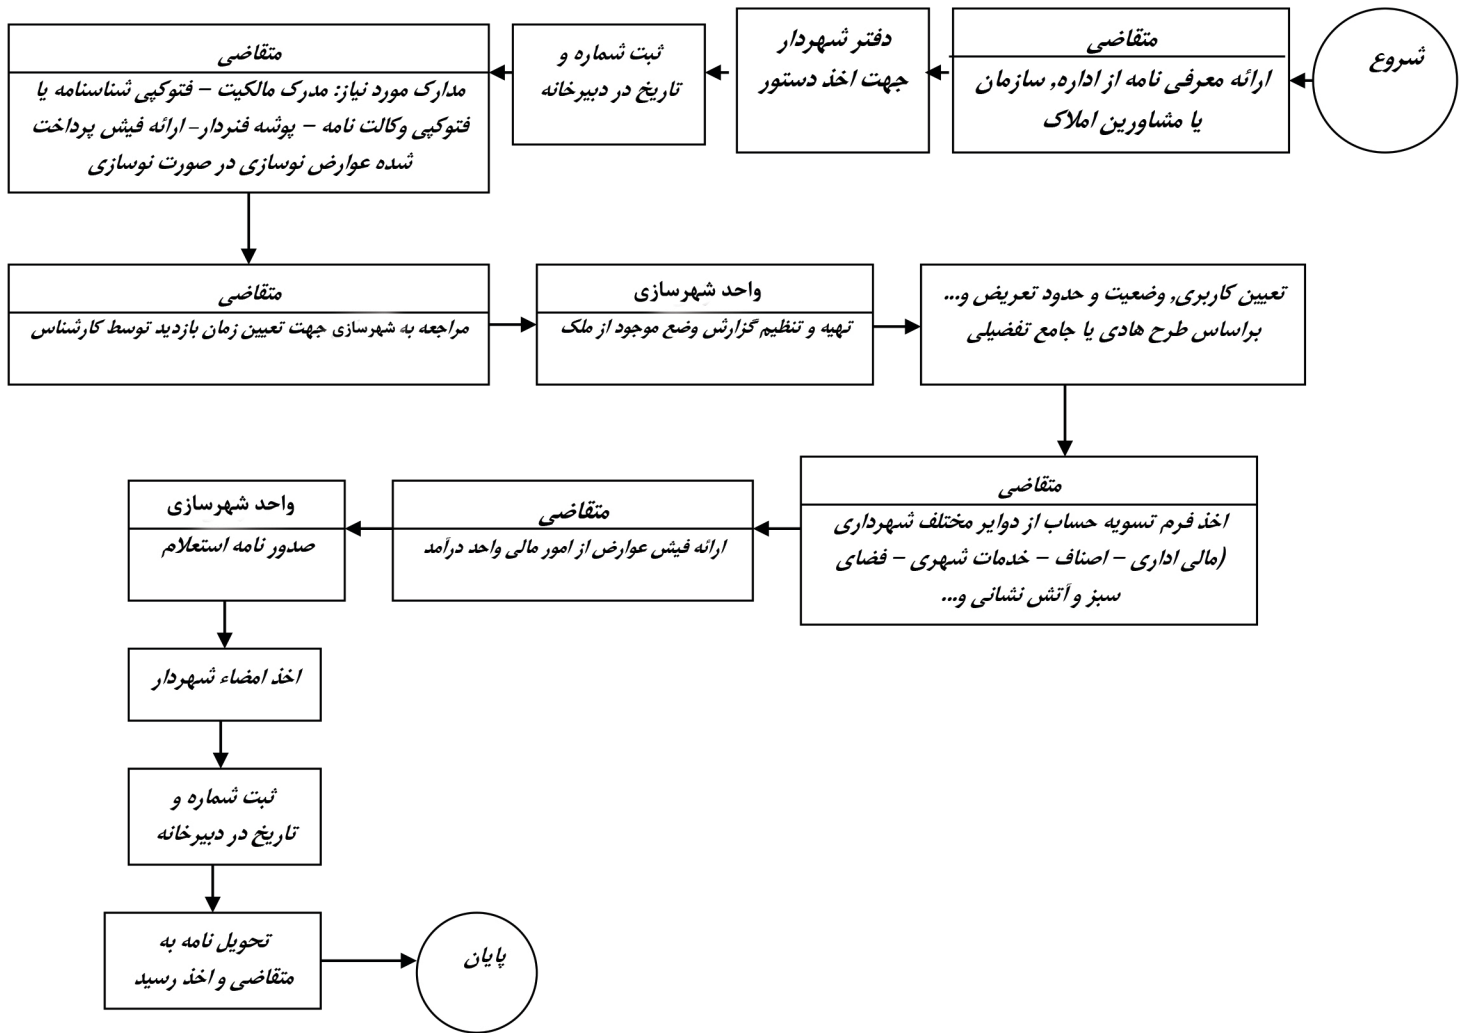 شروع
متقاضی
ارائه معرفی نامه از اداره, سازمان
یا مشاورین املاک
دفتر شهردار
جهت اخذ دستور
ثبت شماره و
تاریخ در دبیرخانه
متقاضی
مدارک مورد نیاز: مدرک مالکیت – فتوکپی شناسنامه یا
فتوکپی وکالت نامه – پوشه فنردار– ارائه فیش پرداخت
شده عوارض نوسازی در صورت نوسازی
متقاضی
مراجعه به شهرسازی جهت تعیین زمان بازدید توسط کارشناس
واحد شهرسازی
تهیه و تنظیم گزارش وضع موجود از ملک
تعیین کاربری, وضعیت و حدود تعریض و...
براساس طرح هادی یا جامع تفضیلی
متقاضی
اخذ فرم تسویه حساب از دوایر مختلف شهرداری
(مالی اداری – اصناف – خدمات شهری – فضای
سبز و آتش نشانی و...
متقاضی
ارائه فیش عوارض از امور مالی واحد درآمد
واحد شهرسازی
صدور نامه استعلام
اخذ امضاء شهردار
ثبت شماره و
تاریخ در دبیرخانه
تحویل نامه به
متقاضی و اخذ رسید
پایان